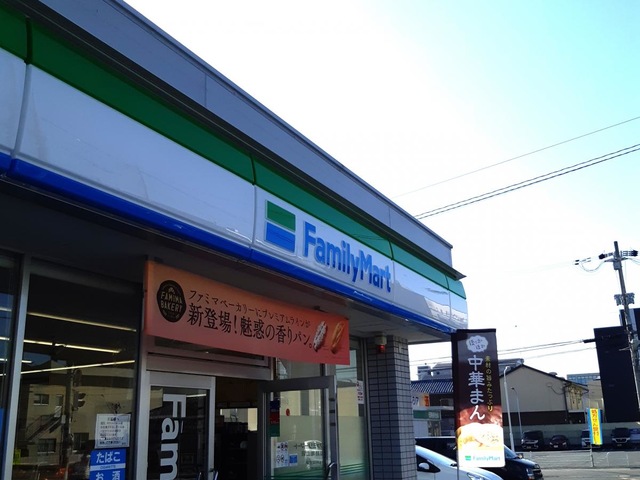 FamilyMart
FAMIMA
BAKERY
ファミマベーカリーにプレミアムラインが
新登場!魅惑の香りパン。
Fam
たばこ
お酒
中華まん
FamilyMart